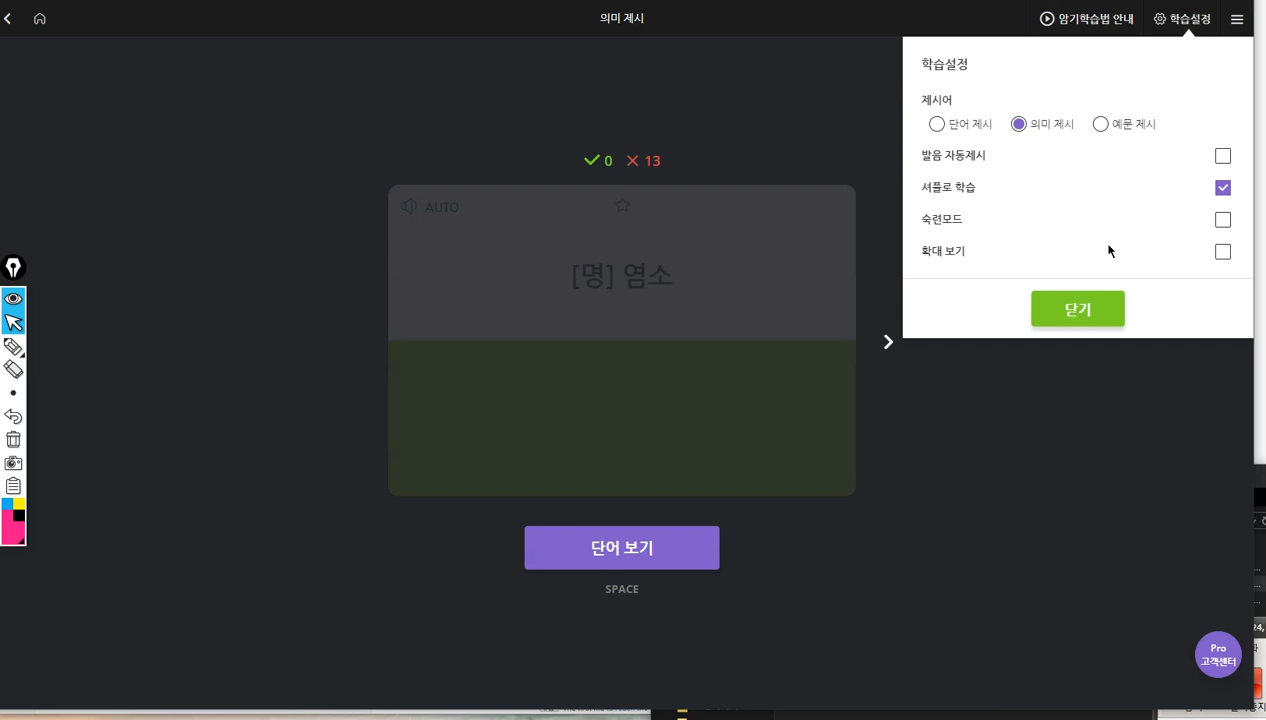 의미 제시
암기학습법 안내
학습설정
학습설정
제시어
단어 제시
의미 제시
예문 제시
발음 자동제시
셔플로 학습
숙련모드
확대 보기
닫기
0
13
AUTO
[명] 염소
단어 보기
SPACE
Pro
고객센터
24,